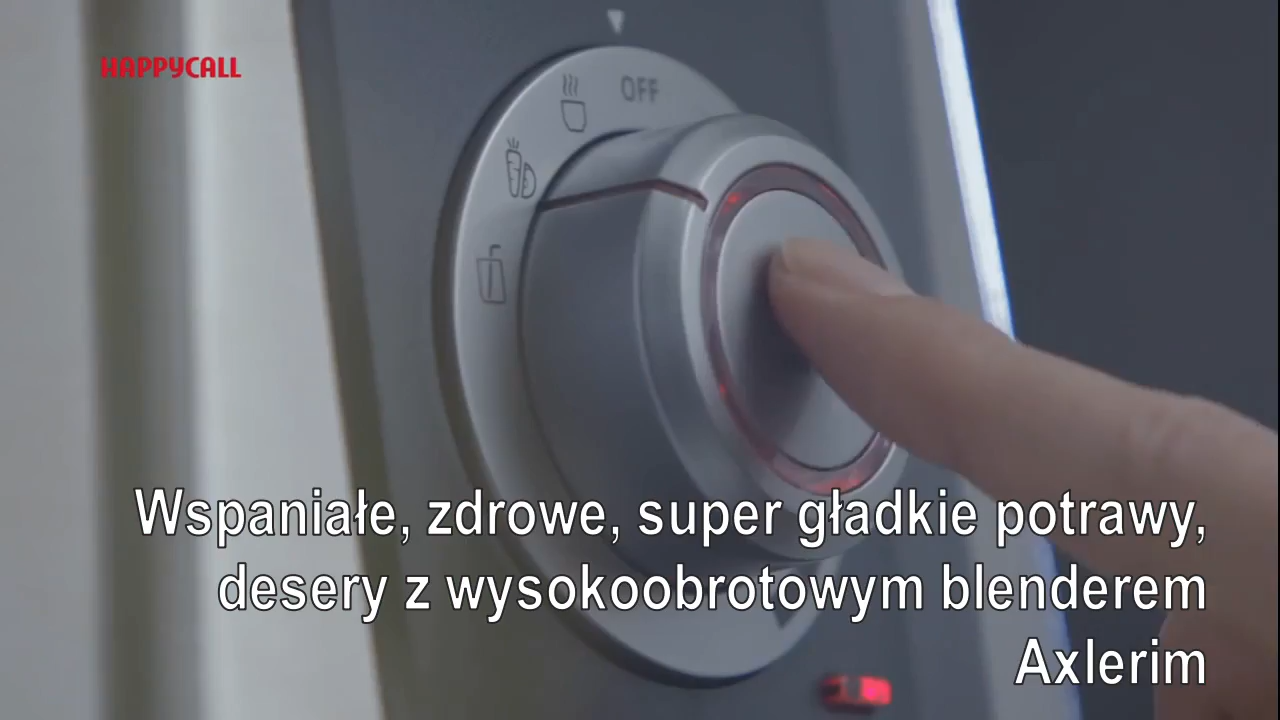 HAPPYCALL
OFF
Wspaniałe, zdrowe, super gładkie potrawy,
desery z wysokoobrotowym blenderem
Axlerim